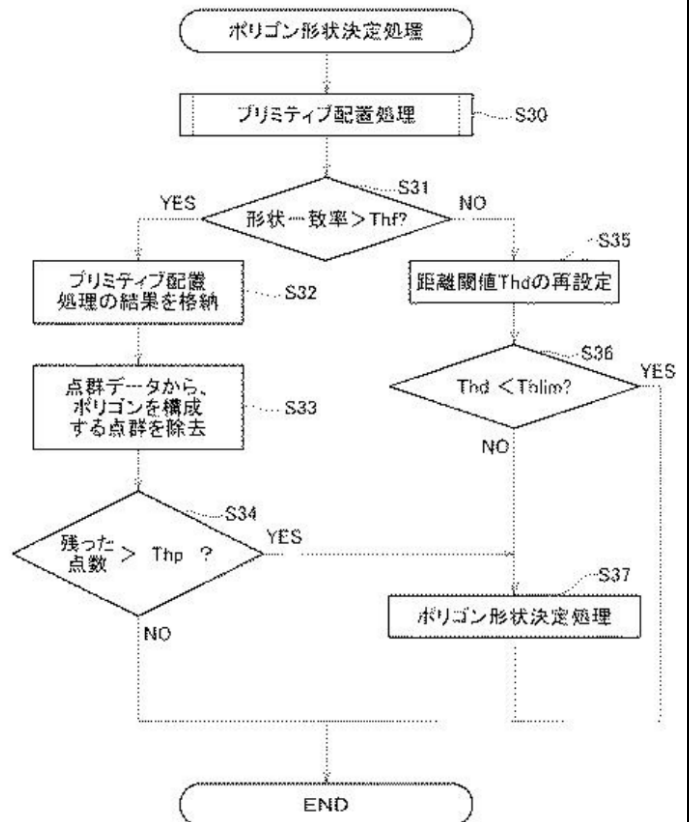 ポリゴン形状決定処理
プリミティブ配置処理
S30
S31
YES
NO
形状一致率>Thf?
S35
プリミティブ配置
処理の結果を格納
S32
距離閾値Thdの再設定
S36
YES
Thd <Thlim?
点群データから、
ポリゴンを構成
する点群を除去
S33
NO
S34
YES
残った
点数
> Thp ?
S37
ポリゴン形状決定処理
NO
END